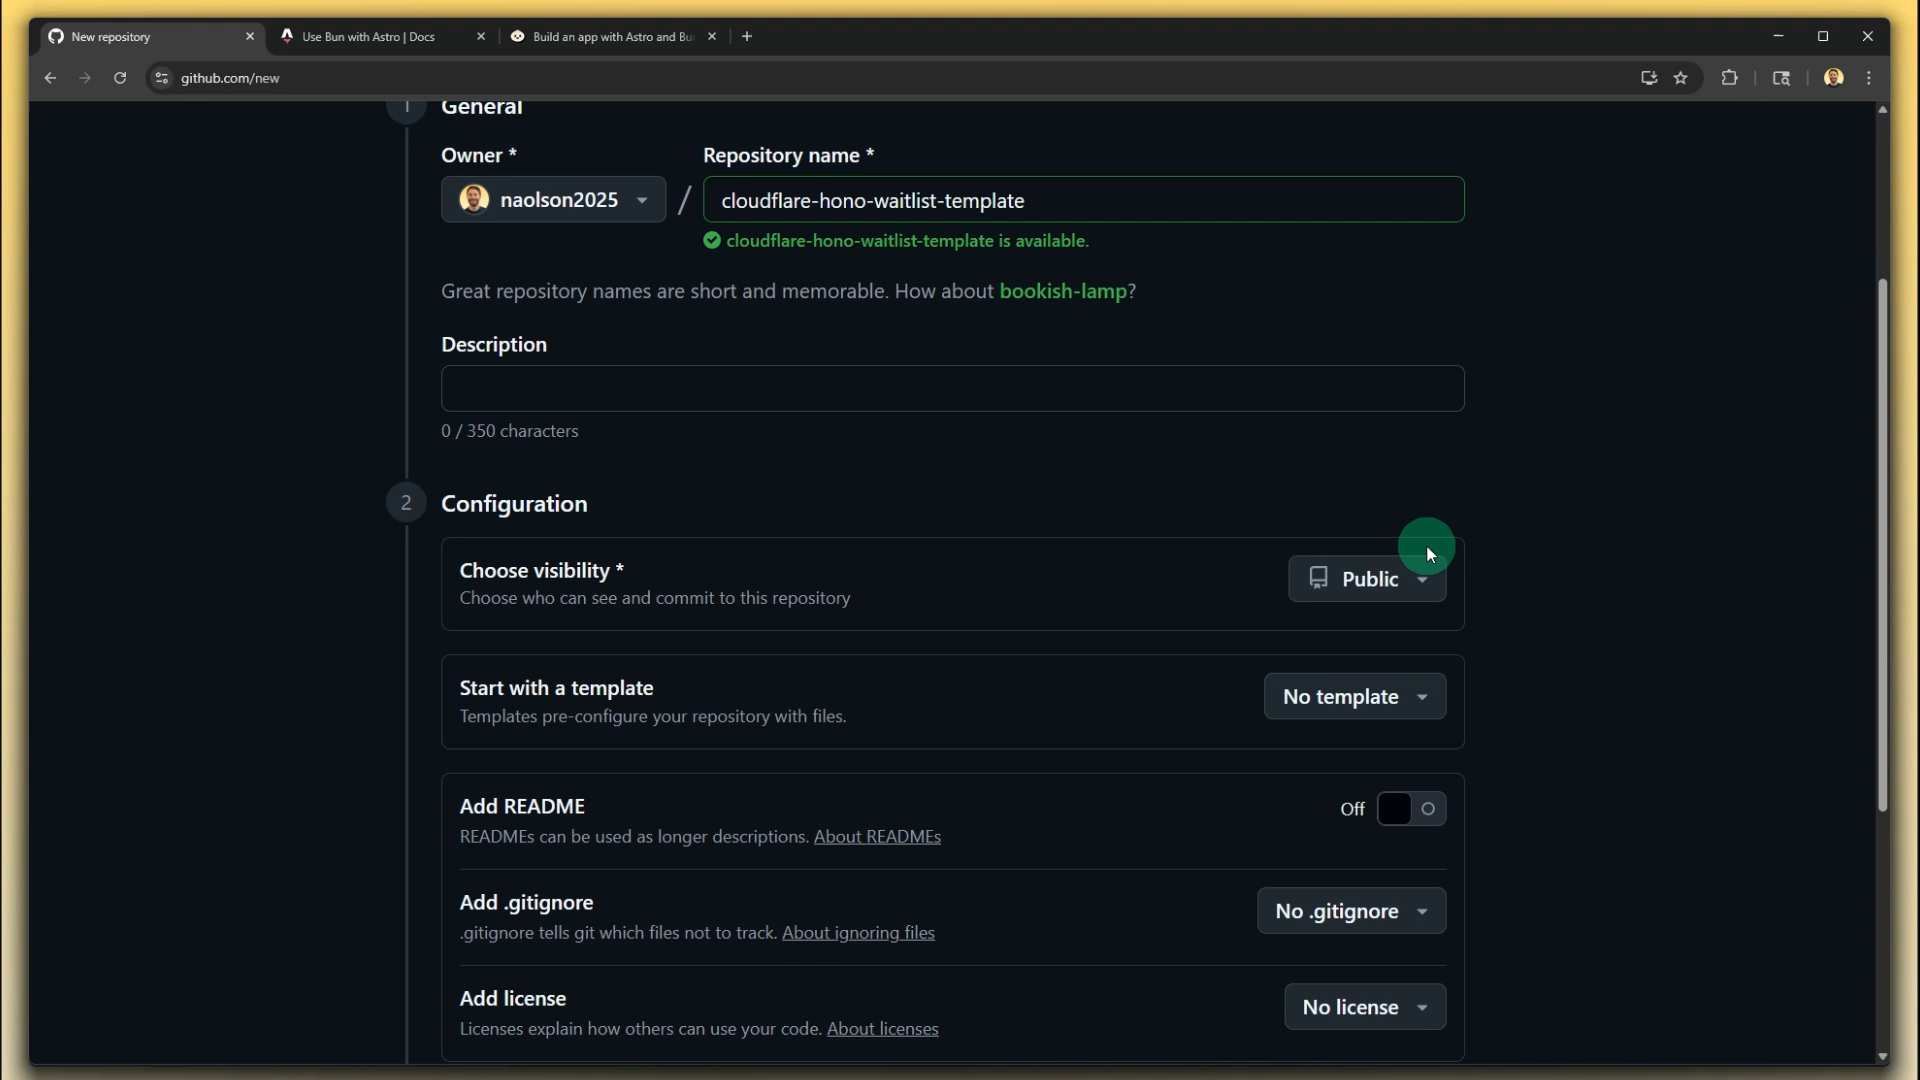 New repository
Use Bun with Astro | Docs
Build an app with Astro and Bu
github.com/new
1
General
Owner *
Repository name *
naolson2025
/
cloudflare-hono-waitlist-template
cloudflare-hono-waitlist-template is available.
Great repository names are short and memorable. How about bookish-lamp?
Description
0 / 350 characters
2
Configuration
Choose visibility *
Choose who can see and commit to this repository
Public
Start with a template
Templates pre-configure your repository with files.
No template
Add README
READMEs can be used as longer descriptions. About READMEs
Off
Add .gitignore
.gitignore tells git which files not to track. About ignoring files
No .gitignore
Add license
Licenses explain how others can use your code. About licenses
No license